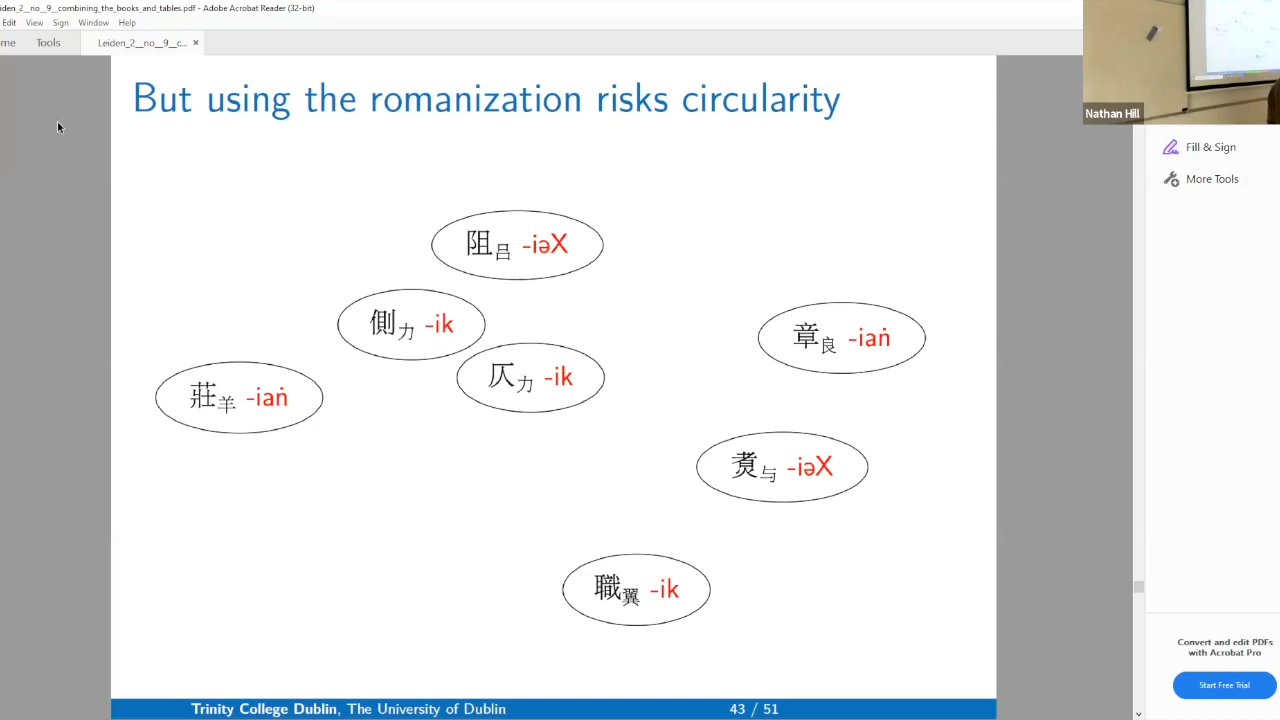 eiden_2__no__9__combining_the_books_and_tables.pdf - Adobe Acrobat Reader (32-bit)
Edit View Sign Window Help
me Tools Leiden_2__no__9__c... ×
Nathan Hill
But using the romanization risks circularity
阻呂 -iəX
側力 -ik
章良 -iaṅ
仄力 -ik
莊羊 -iaṅ
煑与 -iəX
職翼 -ik
Fill & Sign
More Tools
Convert and edit PDFs
with Acrobat Pro
Start Free Trial
Trinity College Dublin, The University of Dublin 43 / 51